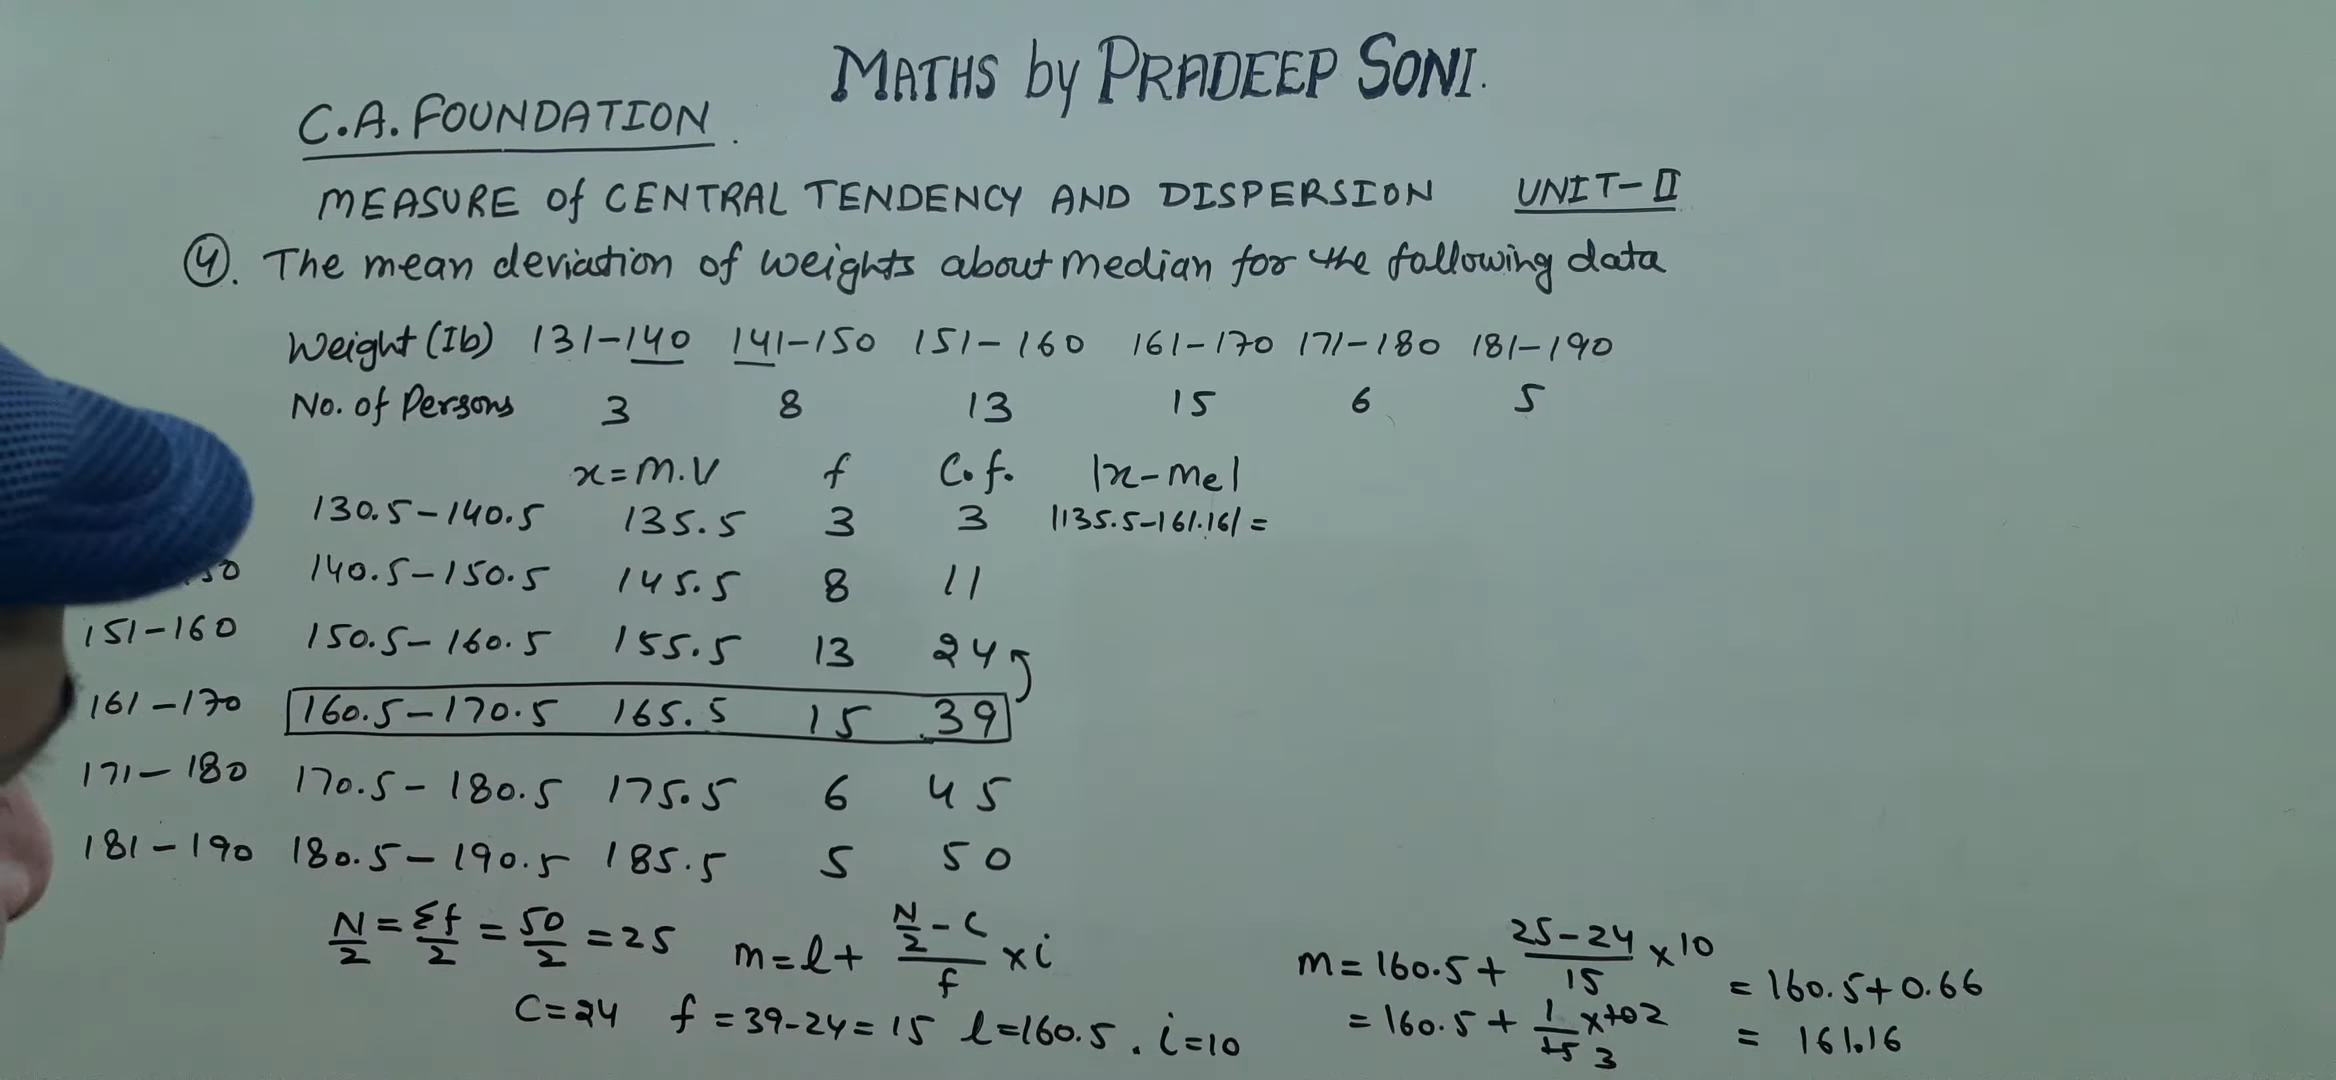 MATHS by PRADEEP SONI.
C.A. FOUNDATION.
MEASURE of CENTRAL TENDENCY AND DISPERSION UNIT-II
④. The mean deviation of weights about median for the following data
Weight (Ib) 131-140 141-150 151-160 161-170 171-180 181-190
No. of Persons 3 8 13 15 6 5
x=M.V f C.f. |x-Me|
130.5-140.5 135.5 3 3 |135.5-161.16| =
50 140.5-150.5 145.5 8 11
151-160 150.5-160.5 155.5 13 24
161-170 160.5-170.5 165.5 15 39
171-180 170.5-180.5 175.5 6 45
181-190 180.5-190.5 185.5 5 50
N/2 = Σf/2 = 50/2 = 25 m=l+ (N/2 - C)/f ×i
C=24 f=39-24=15 l=160.5. i=10
m=160.5+ (25-24)/15 ×10 = 160.5+0.66
=160.5+ 1/15 3 ×10 2 = 161.16